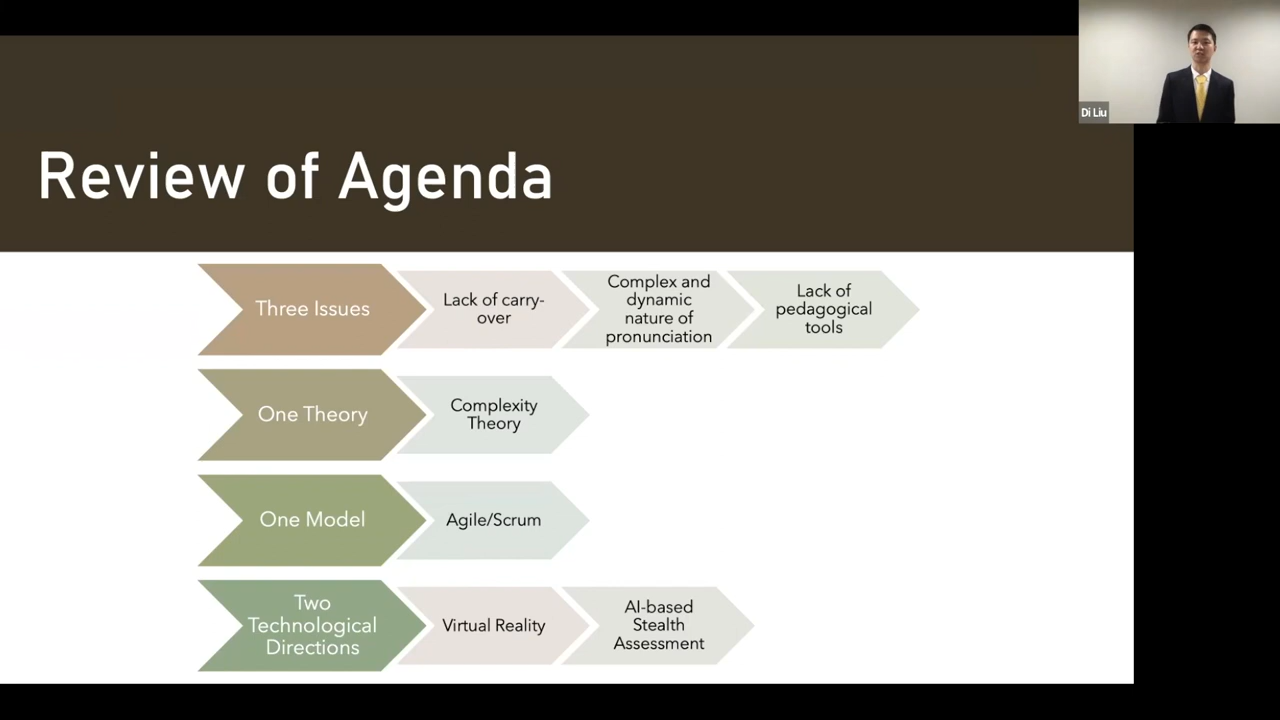 Di Liu
Review of Agenda
Three Issues
Lack of carry-
over
Complex and
dynamic
nature of
pronunciation
Lack of
pedagogical
tools
One Theory
Complexity
Theory
One Model
Agile/Scrum
Two
Technological
Directions
Virtual Reality
AI-based
Stealth
Assessment